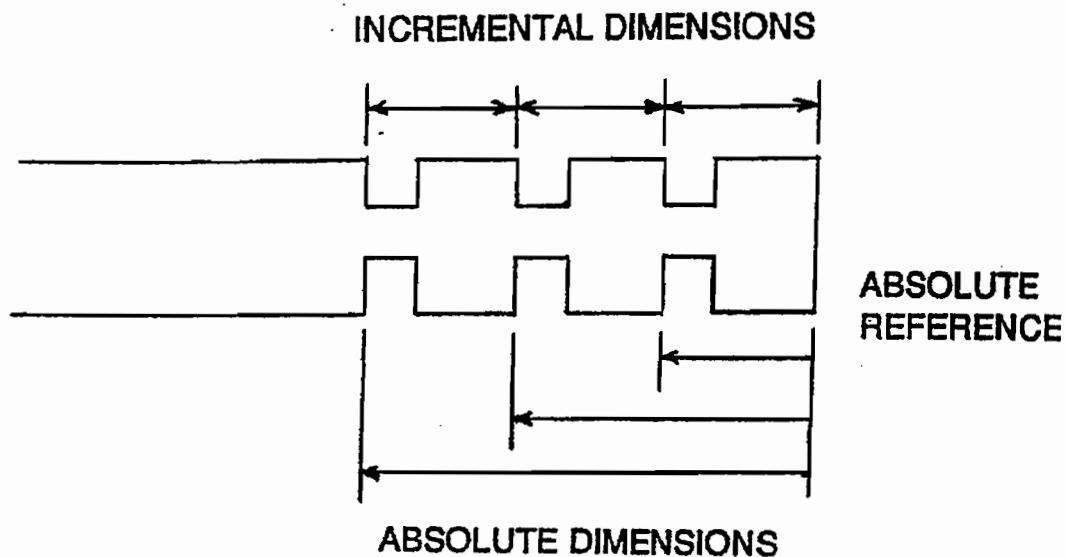 INCREMENTAL DIMENSIONS
ABSOLUTE
REFERENCE
ABSOLUTE DIMENSIONS